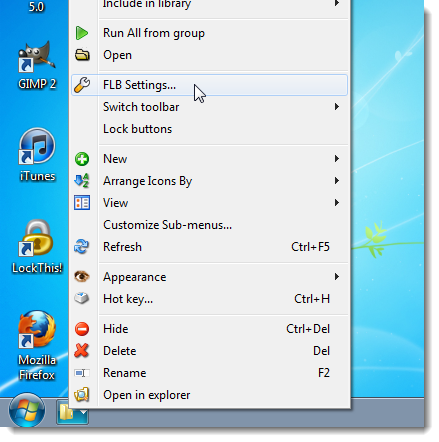 5.0
GIMP 2
iTunes
LockThis!
Mozilla
Firefox
Include in library
Run All from group
Open
FLB Settings...
Switch toolbar
Lock buttons
New
Arrange Icons By
View
Customize Sub-menus...
Refresh Ctrl+F5
Appearance
Hot key... Ctrl+H
Hide Ctrl+Del
Delete Del
Rename F2
Open in explorer